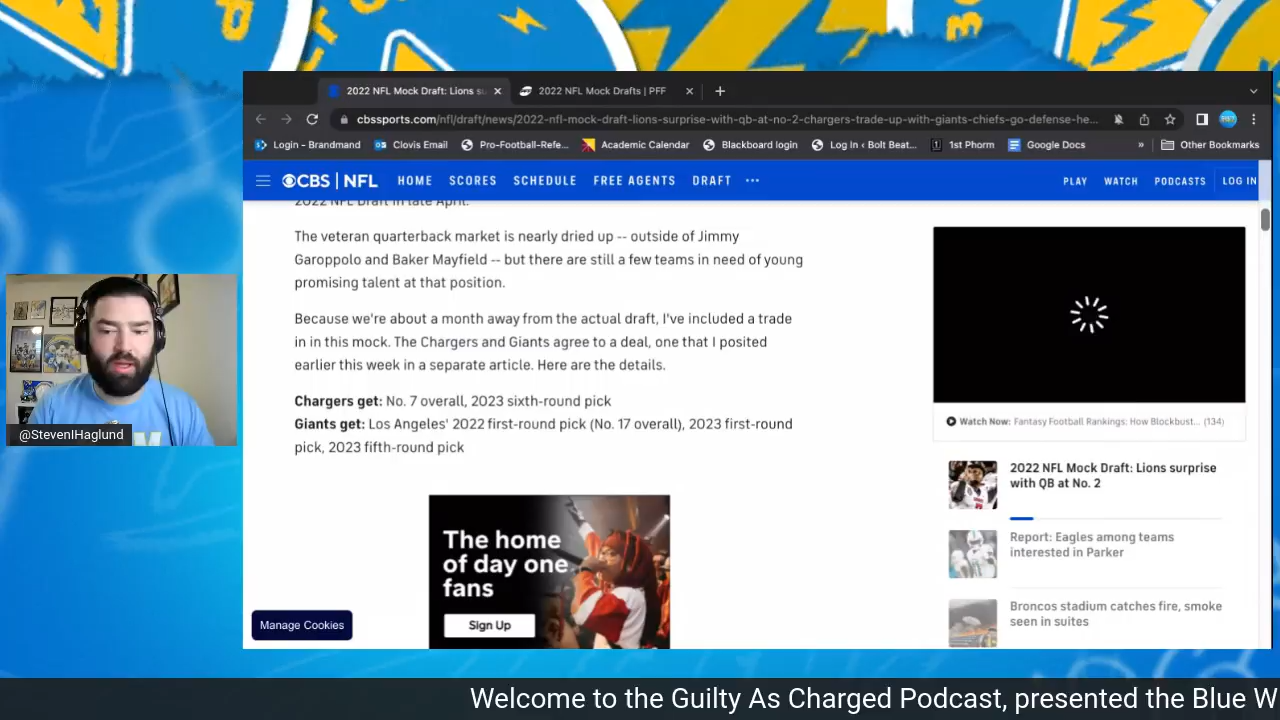 2022 NFL Mock Draft: Lions su
2022 NFL Mock Drafts | PFF
cbssports.com/nfl/draft/news/2022-nfl-mock-draft-lions-surprise-with-qb-at-no-2-chargers-trade-up-with-giants-chiefs-go-defense-he...
Login - Brandmand
Clovis Email
Pro-Football-Refe...
Academic Calendar
Blackboard login
Log In ‹ Bolt Beat...
1st Phorm
Google Docs
»
Other Bookmarks
CBS | NFL
HOME
SCORES
SCHEDULE
FREE AGENTS
DRAFT
PLAY
WATCH
PODCASTS
LOG IN
2022 NFL Draft in late April.
The veteran quarterback market is nearly dried up -- outside of Jimmy
Garoppolo and Baker Mayfield -- but there are still a few teams in need of young
promising talent at that position.
Because we're about a month away from the actual draft, I've included a trade
in in this mock. The Chargers and Giants agree to a deal, one that I posited
earlier this week in a separate article. Here are the details.
Chargers get: No. 7 overall, 2023 sixth-round pick
Giants get: Los Angeles' 2022 first-round pick (No. 17 overall), 2023 first-round
pick, 2023 fifth-round pick
The home
of day one
fans
Sign Up
Manage Cookies
Watch Now: Fantasy Football Rankings: How Blockbust... (134)
2022 NFL Mock Draft: Lions surprise
with QB at No. 2
Report: Eagles among teams
interested in Parker
Broncos stadium catches fire, smoke
seen in suites
@StevenIHaglund
Welcome to the Guilty As Charged Podcast, presented the Blue W